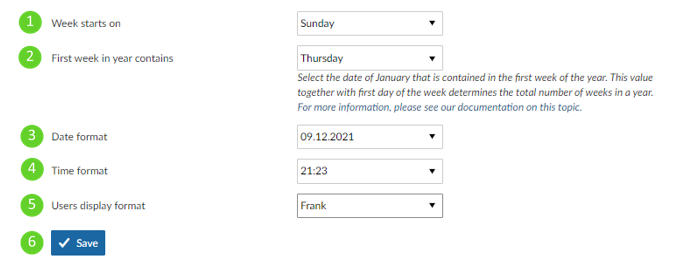 1 Week starts on Sunday
2 First week in year contains Thursday
Select the date of January that is contained in the first week of the year. This value
together with first day of the week determines the total number of weeks in a year.
For more information, please see our documentation on this topic.
3 Date format 09.12.2021
4 Time format 21:23
5 Users display format Frank
6 Save